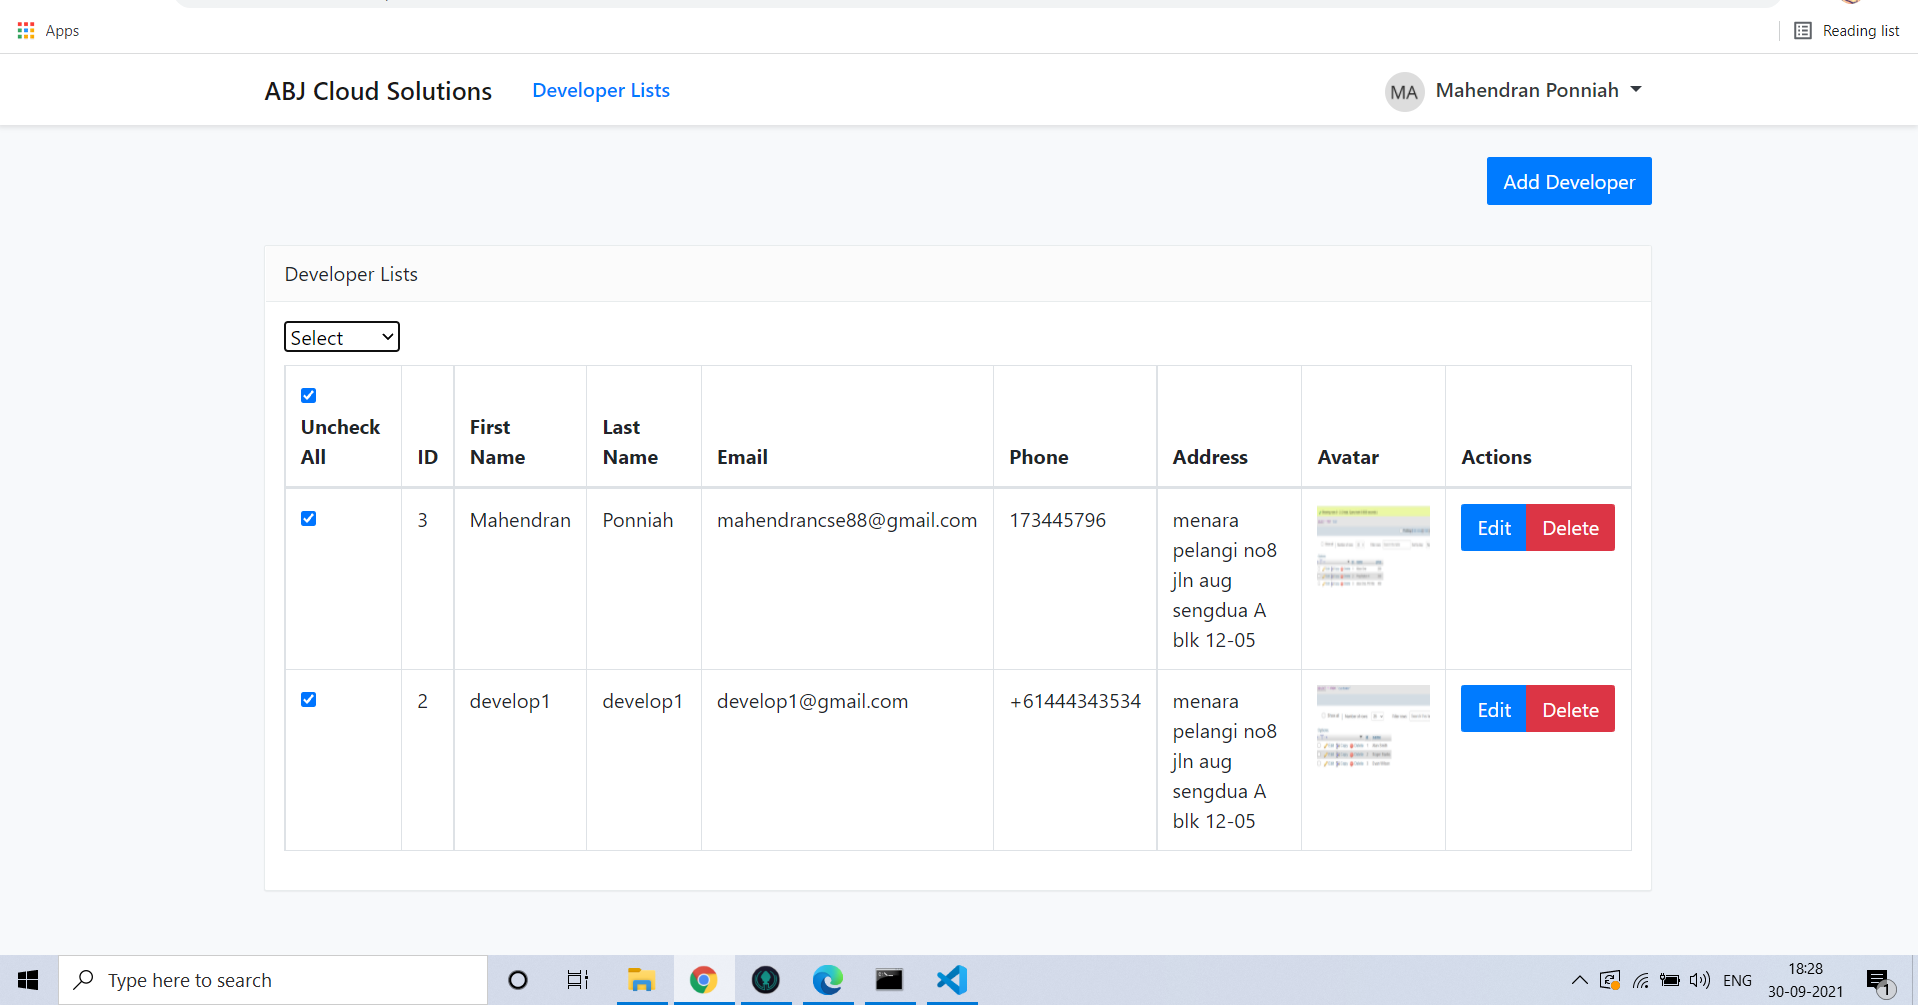 Apps
Reading list
ABJ Cloud Solutions
Developer Lists
MA
Mahendran Ponniah
Add Developer
Developer Lists
Select
Uncheck
All
ID
First
Name
Last
Name
Email
Phone
Address
Avatar
Actions
3
Mahendran
Ponniah
mahendrancse88@gmail.com
173445796
menara
pelangi no8
jln aug
sengdua A
blk 12-05
Edit
Delete
2
develop1
develop1
develop1@gmail.com
+61444343534
menara
pelangi no8
jln aug
sengdua A
blk 12-05
Edit
Delete
Type here to search
ENG
18:28
30-09-2021
1